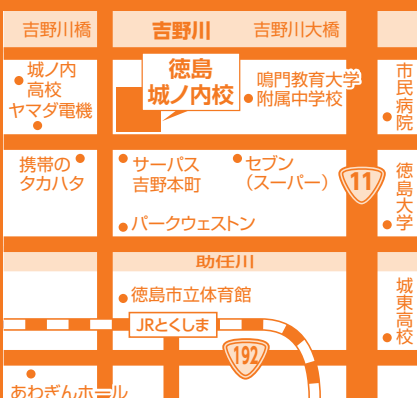 吉野川橋
吉野川
吉野川大橋
城ノ内
高校
ヤマダ電機
徳島
城ノ内校
鳴門教育大学
附属中学校
市民病院
携帯の
タカハタ
サーパス
吉野本町
セブン
(スーパー)
11
徳島大学
パークウェストン
助任川
徳島市立体育館
城東高校
JRとくしま
192
あわぎんホール